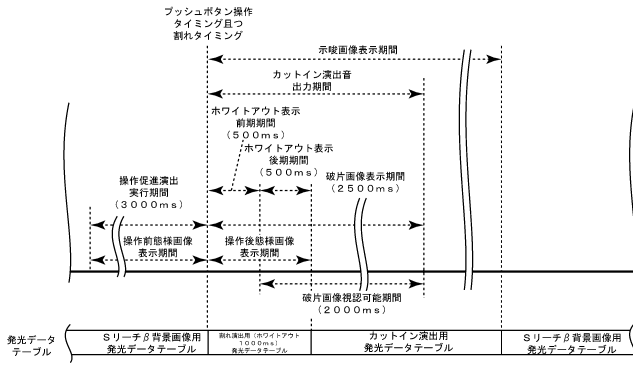 プッシュボタン操作
タイミング且つ
割れタイミング
示唆画像表示期間
カットイン演出音
出力期間
ホワイトアウト表示
前期期間
(500ms)
ホワイトアウト表示
後期期間
(500ms)
操作促進演出
実行期間
(3000ms)
破片画像表示期間
(2500ms)
操作前態様画像
表示期間
操作後態様画像
表示期間
破片画像視認可能期間
(2000ms)
発光データ
テーブル
Sリーチβ背景画像用
発光データテーブル
割れ演出用(ホワイトアウト
1000ms)
発光データテーブル
カットイン演出用
発光データテーブル
Sリーチβ背景画像用
発光データテーブル